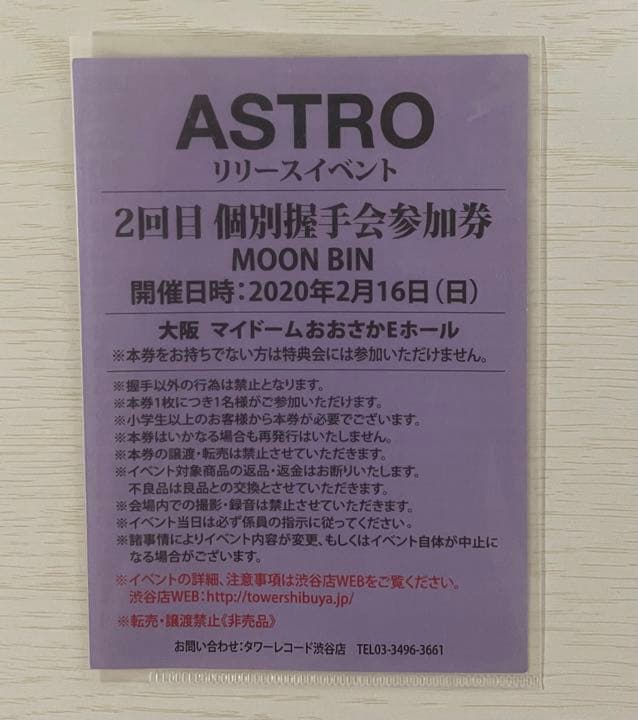 ASTRO
リリースイベント
2回目 個別握手会参加券
MOON BIN
開催日時：2020年2月16日（日）
大阪 マイドームおおさかEホール
※本券をお持ちでない方は特典会には参加いただけません。
※握手以外の行為は禁止となります。
※本券1枚につき1名様がご参加いただけます。
※小学生以上のお客様から本券が必要でございます。
※本券はいかなる場合も再発行はいたしません。
※本券の譲渡・転売は禁止させていただきます。
※イベント対象商品の返品・返金はお断りいたします。
不良品は良品との交換とさせていただきます。
※会場内での撮影・録音は禁止させていただきます。
※イベント当日は必ず係員の指示に従ってください。
※諸事情によりイベント内容が変更、もしくはイベント自体が中止に
なる場合がございます。
※イベントの詳細、注意事項は渋谷店WEBをご覧ください。
渋谷店WEB：http://towershibuya.jp/
※転売・譲渡禁止《非売品》
お問い合わせ：タワーレコード渋谷店 TEL03-3496-3661